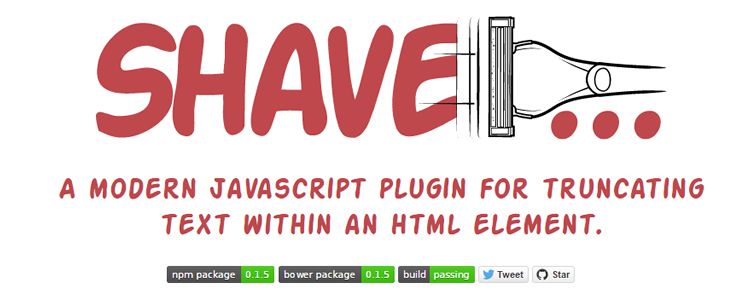 SHAVE...
A MODERN JAVASCRIPT PLUGIN FOR TRUNCATING
TEXT WITHIN AN HTML ELEMENT.
npm package 0.1.5 bower package 0.1.5 build passing Tweet Star